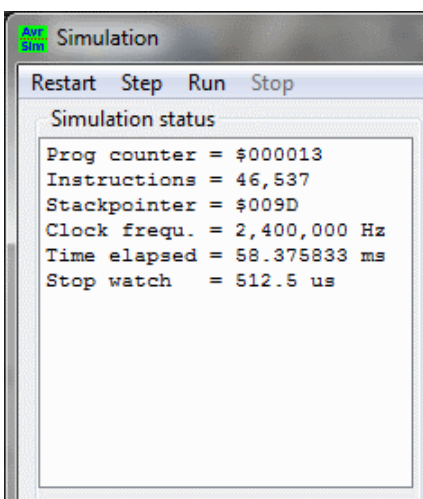 Avr Sim Simulation
Restart Step Run Stop
Simulation status
Prog counter = $000013
Instructions = 46,537
Stackpointer = $009D
Clock frequ. = 2,400,000 Hz
Time elapsed = 58.375833 ms
Stop watch   = 512.5 us